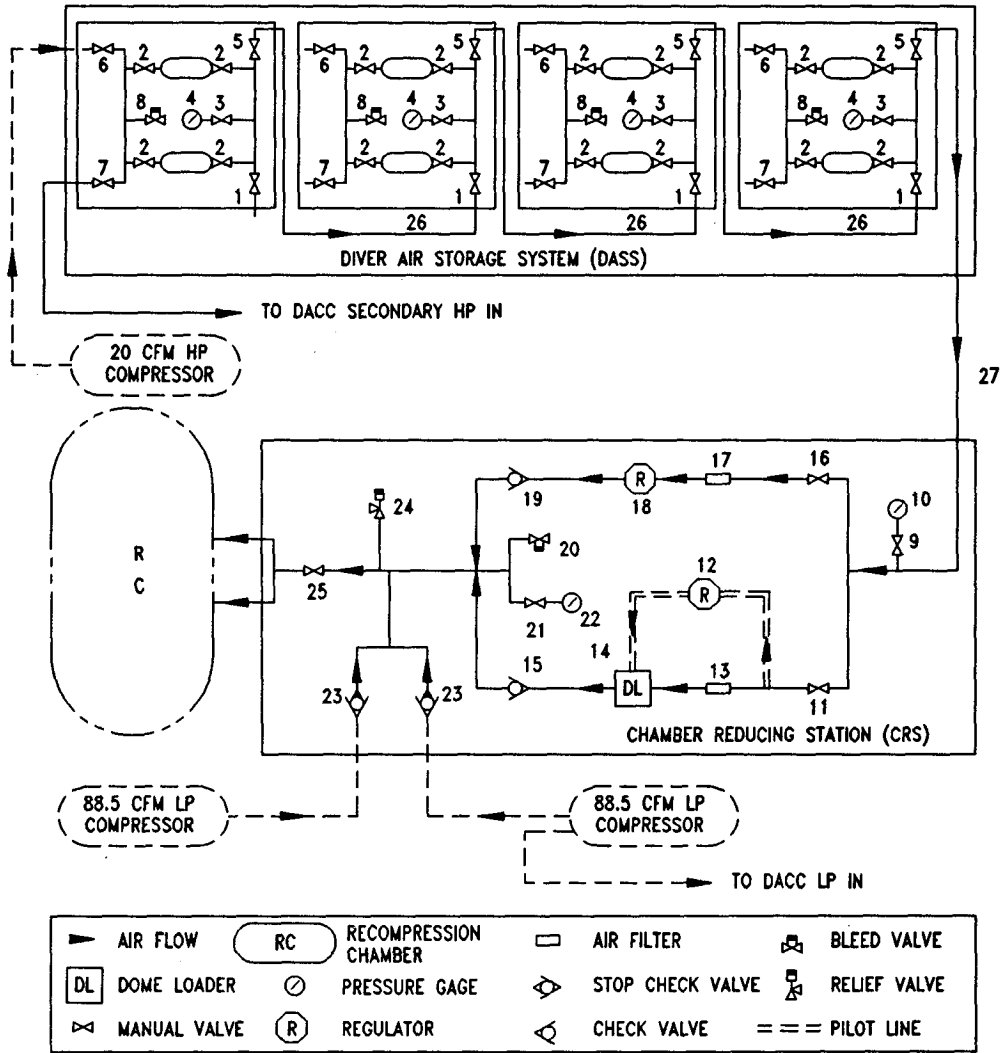 5 5 5 5
6 2 2 6 2 2 6 2 2 6 2 2
8 4 3 8 4 3 8 4 3 8 4 3
2 2 2 2 2 2 2 2
7 1 7 1 7 1 7 1
26 26 26
DIVER AIR STORAGE SYSTEM (DASS)
TO DACC SECONDARY HP IN
20 CFM HP
COMPRESSOR
27
17 16
19 18
24
10
9
20
12
R
R
C
R
25
21 22
14
15 13
DL
11
23 23
CHAMBER REDUCING STATION (CRS)
88.5 CFM LP
COMPRESSOR
88.5 CFM LP
COMPRESSOR
TO DACC LP IN
AIR FLOW
RC RECOMPRESSION
CHAMBER
AIR FILTER
BLEED VALVE
DL DOME LOADER
PRESSURE GAGE
STOP CHECK VALVE
RELIEF VALVE
MANUAL VALVE
R REGULATOR
CHECK VALVE
PILOT LINE